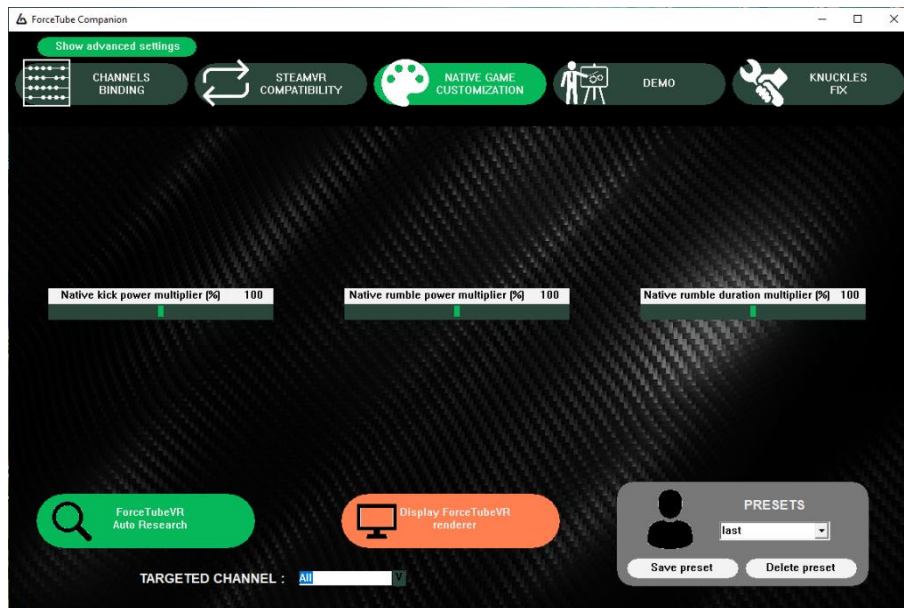 ForceTube Companion
Show advanced settings
CHANNELS
BINDING
STEAMVR
COMPATIBILITY
NATIVE GAME
CUSTOMIZATION
DEMO
KNUCKLES
FIX
Native kick power multiplier (%) 100
Native rumble power multiplier (%) 100
Native rumble duration multiplier (%) 100
ForceTubeVR
Auto Research
Display ForceTubeVR
renderer
PRESETS
last
Save preset
Delete preset
TARGETED CHANNEL : All V